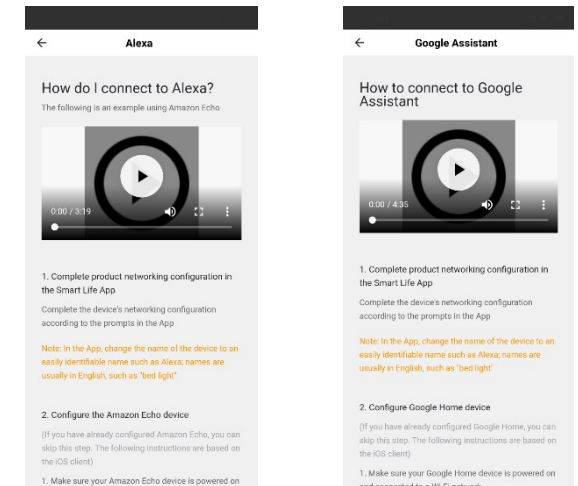 Alexa
How do I connect to Alexa?
The following is an example using Amazon Echo
0:00 / 3:19
1. Complete product networking configuration in
the Smart Life App
Complete the device's networking configuration
according to the prompts in the App
Note: In the App, change the name of the device to an
easily identifiable name such as Alexa; names are
usually in English, such as "bed light"
2. Configure the Amazon Echo device
(If you have already configured Amazon Echo, you can
skip this step. The following instructions are based on
the iOS client)
1. Make sure your Amazon Echo device is powered on
Google Assistant
How to connect to Google
Assistant
0:00 / 4:35
1. Complete product networking configuration in
the Smart Life App
Complete the device's networking configuration
according to the prompts in the App
Note: In the App, change the name of the device to an
easily identifiable name such as Alexa; names are
usually in English, such as "bed light"
2. Configure Google Home device
(If you have already configured Google Home, you can
skip this step. The following instructions are based on
the iOS client)
1. Make sure your Google Home device is powered on
and connected to a Wi-Fi network